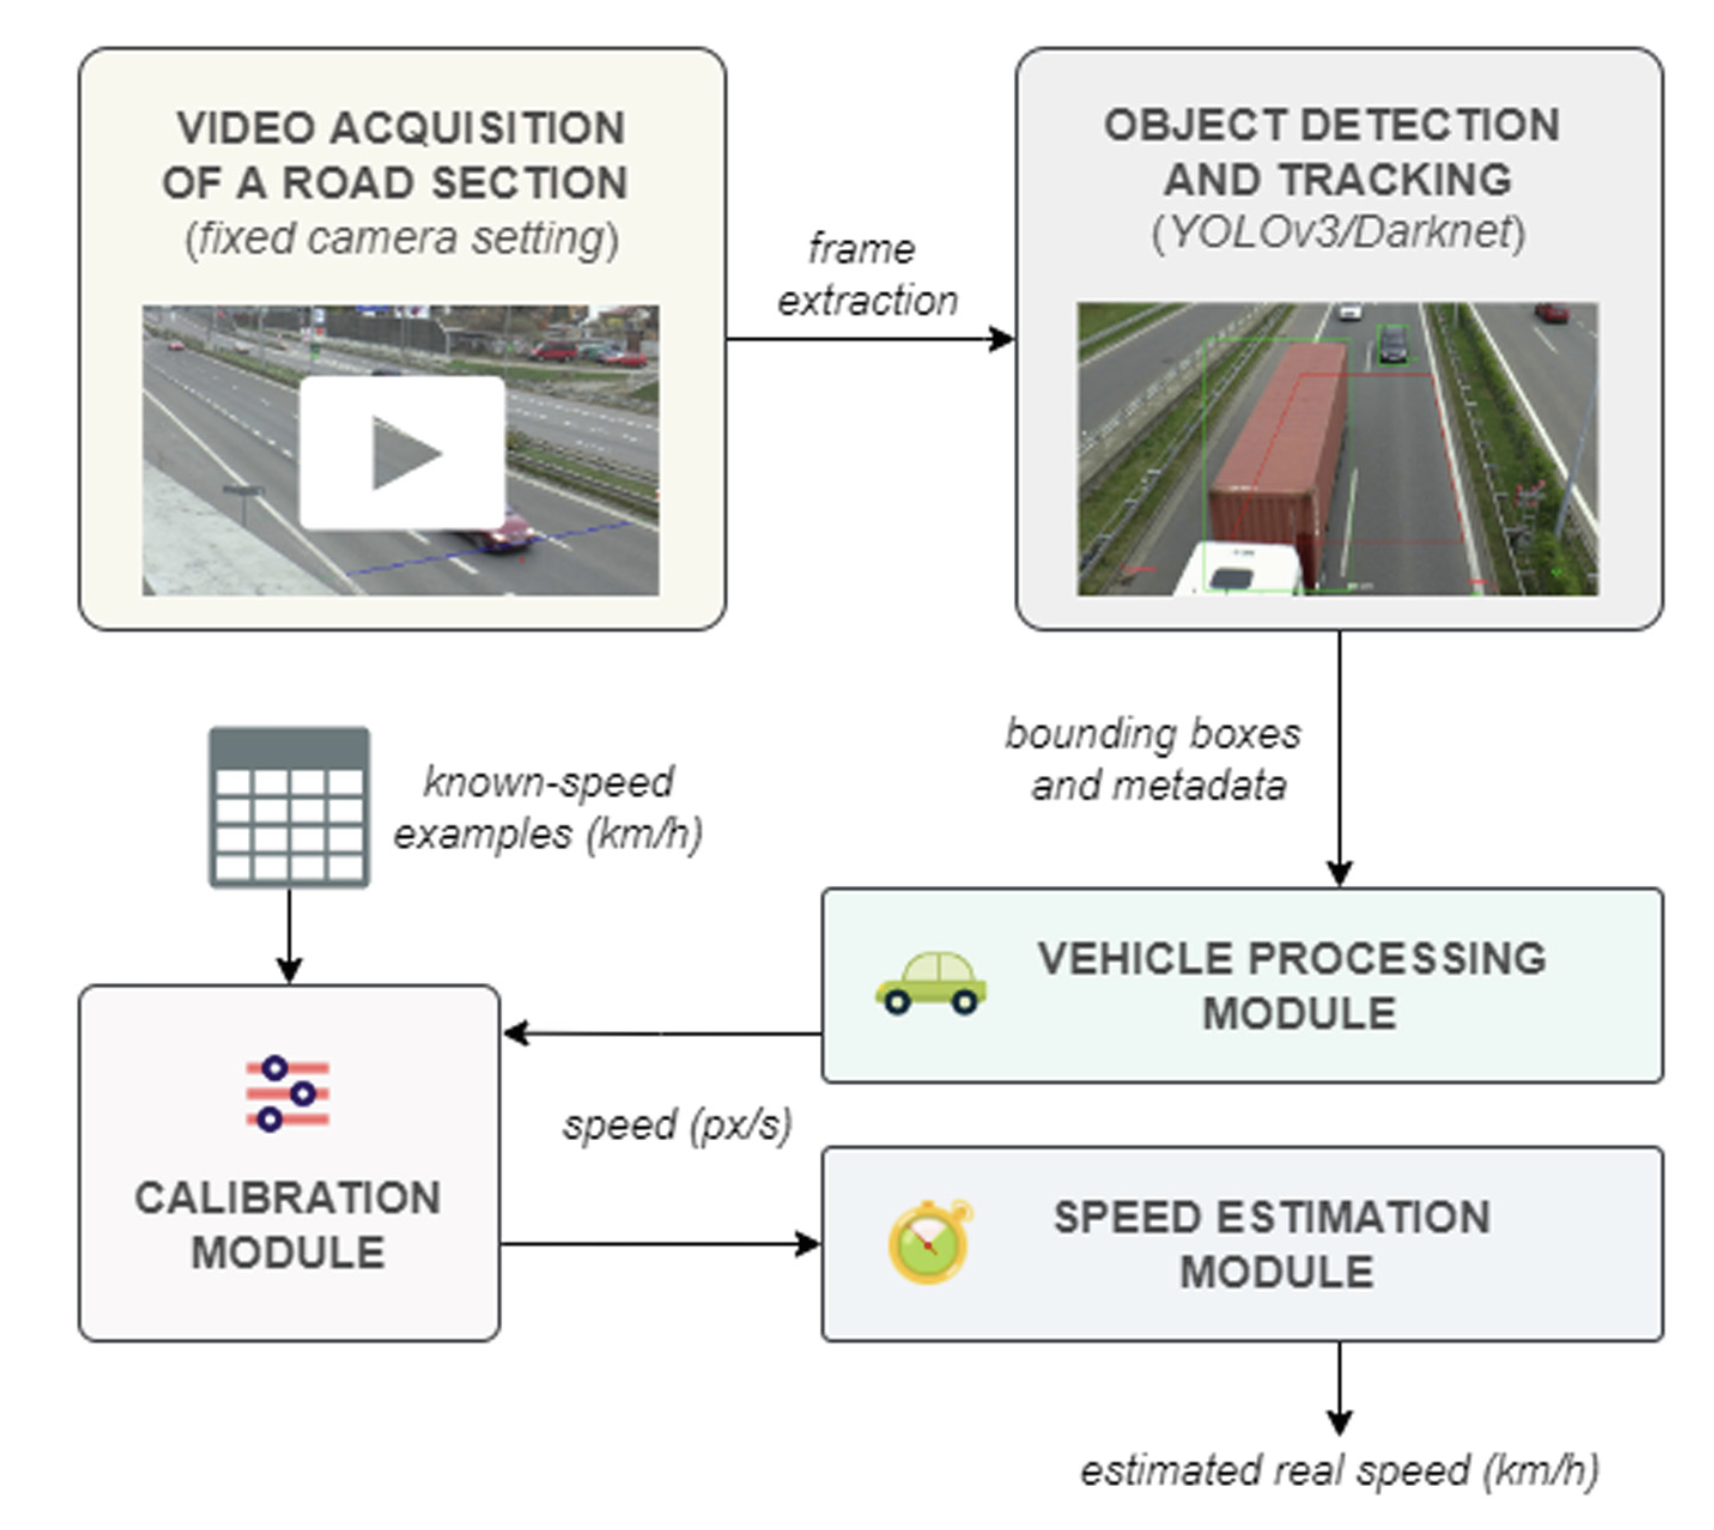 VIDEO ACQUISITION
OF A ROAD SECTION
(fixed camera setting)
frame
extraction
OBJECT DETECTION
AND TRACKING
(YOLOv3/Darknet)
bounding boxes
and metadata
known-speed
examples (km/h)
VEHICLE PROCESSING
MODULE
speed (px/s)
CALIBRATION
MODULE
SPEED ESTIMATION
MODULE
estimated real speed (km/h)